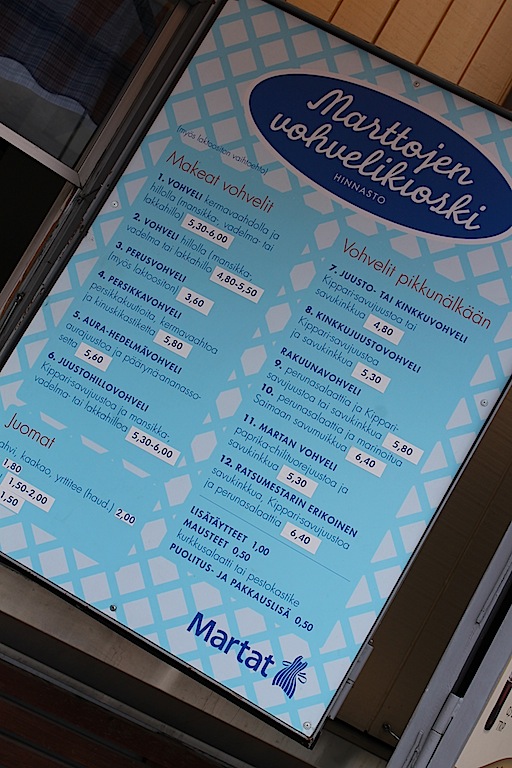 Marttojen
vohvelikioski
HINNASTO
(myös laktoositon vaihtoehto)
Makeat vohvelit
1. VOHVELI kermavaahdolla ja
hillolla (mansikka-, vadelma- tai
lakkahillo) 5,30-6,00
2. VOHVELI hillolla (mansikka-,
vadelma tai lakkahillo) 4,80-5,50
3. PERUSVOHVELI
(myös laktoositon) 3,60
4. PERSIKKAVOHVELI
persikkakuutioita, kermavaahtoa
ja kinuskikastiketta 5,80
5. AURA-HEDELMÄVOHVELI
aurajuustoa ja päärynä-ananasso-
setta 5,60
6. JUUSTOHILLOVOHVELI
Kippari-savujuustoa ja mansikka-,
vadelma- tai lakkahilloa 5,30-6,00
Juomat
kaakao, yrttitee (haud.) 2,00
1,80
1,50-2,00
1,50
Vohvelit pikkunälkään
7. JUUSTO- TAI KINKKUVOHVELI
Kippari-savujuustoa tai
savukinkkua 4,80
8. KINKKUJUUSTOVOHVELI
Kippari-savujuustoa
ja savukinkkua 5,30
RAKUUNAVOHVELI
9. perunasalaattia ja Kippari-
savujuustoa tai savukinkkua 5,80
10. perunasalaattia ja marinoitua
Saimaan savumuikkua 6,40
11. MARTAN VOHVELI
paprika-chilituorejuustoa ja
savukinkkua 5,30
12. RATSUMESTARIN ERIKOINEN
savukinkkua, Kippari-savujuustoa
ja perunasalaattia 6,40
LISÄTÄYTTEET 1,00
MAUSTEET 0,50
kurkkusalaatti tai pestokastike
PUOLITUS- JA PAKKAUSLISÄ 0,50
Martat